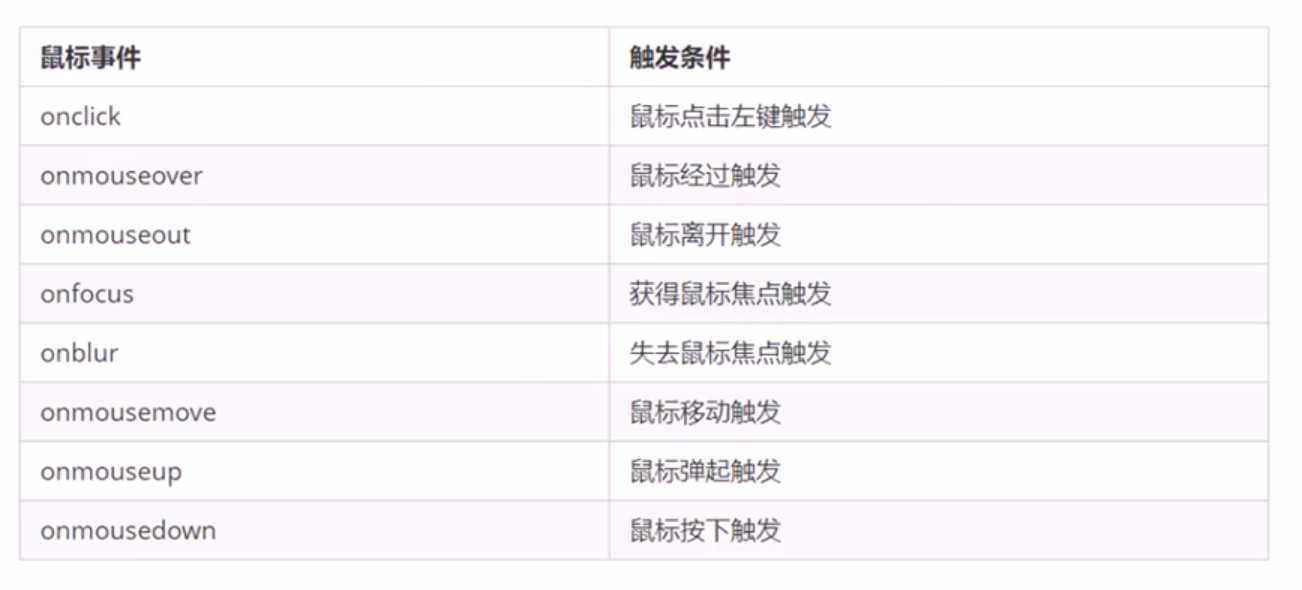 鼠标事件 触发条件
onclick 鼠标点击左键触发
onmouseover 鼠标经过触发
onmouseout 鼠标离开触发
onfocus 获得鼠标焦点触发
onblur 失去鼠标焦点触发
onmousemove 鼠标移动触发
onmouseup 鼠标弹起触发
onmousedown 鼠标按下触发